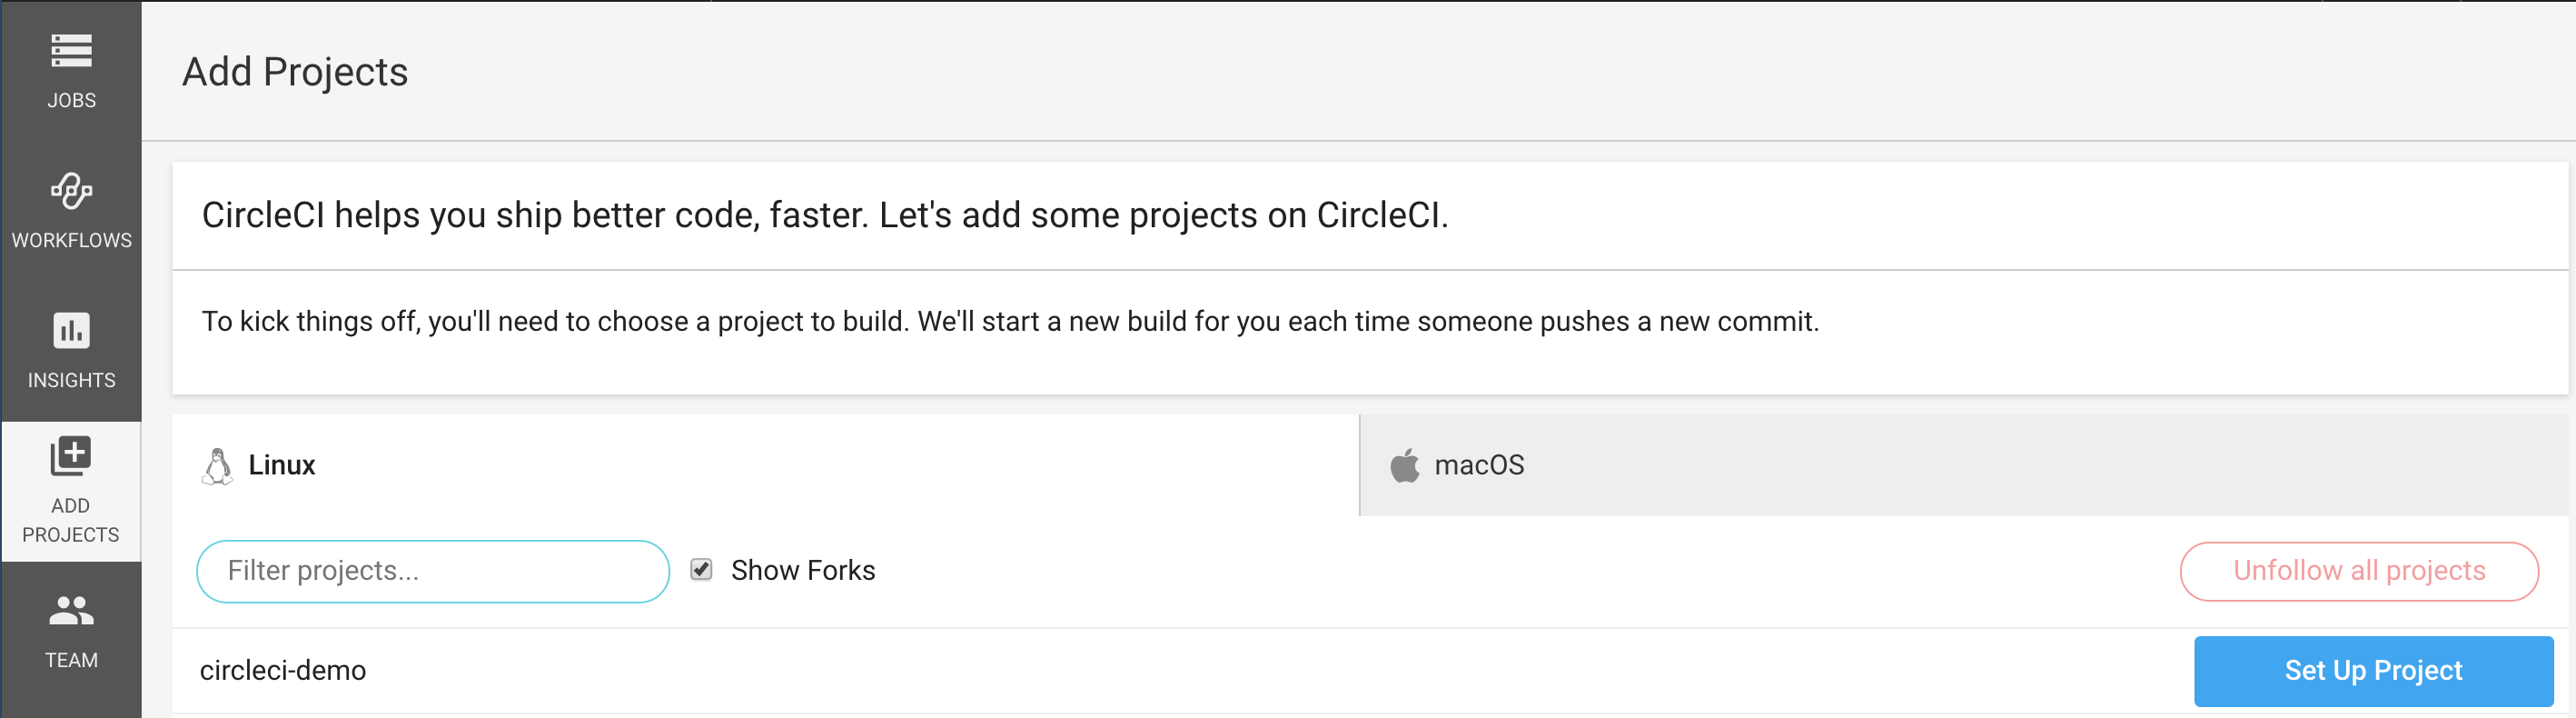 JOBS
WORKFLOWS
INSIGHTS
ADD
PROJECTS
TEAM
Add Projects
CircleCI helps you ship better code, faster. Let's add some projects on CircleCI.
To kick things off, you'll need to choose a project to build. We'll start a new build for you each time someone pushes a new commit.
Linux
macOS
Filter projects...
Show Forks
Unfollow all projects
circleci-demo
Set Up Project